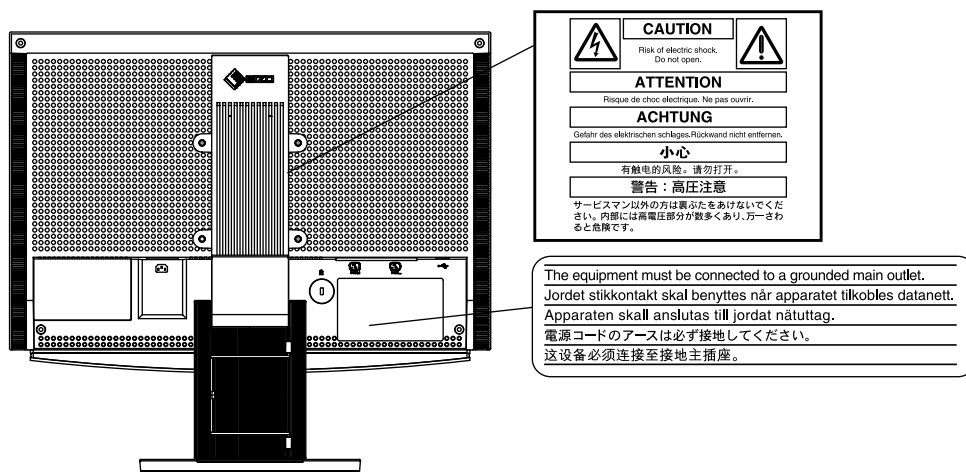 CAUTION
Risk of electric shock.
Do not open.
ATTENTION
Risque de choc electrique. Ne pas ouvrir.
ACHTUNG
Gefahr des elektrischen schlages.Rückwand nicht entfernen.
小心
有触电的风险。请勿打开。
警告：高圧注意
サービスマン以外の方は裏ぶたをあけないでくだ
さい。内部には高電圧部分が数多くあり、万一さわ
ると危険です。
The equipment must be connected to a grounded main outlet.
Jordet stikkontakt skal benyttes når apparatet tilkobles datanett.
Apparaten skall anslutas till jordat nätuttag.
電源コードのアースは必ず接地してください。
这设备必须连接至接地主插座。